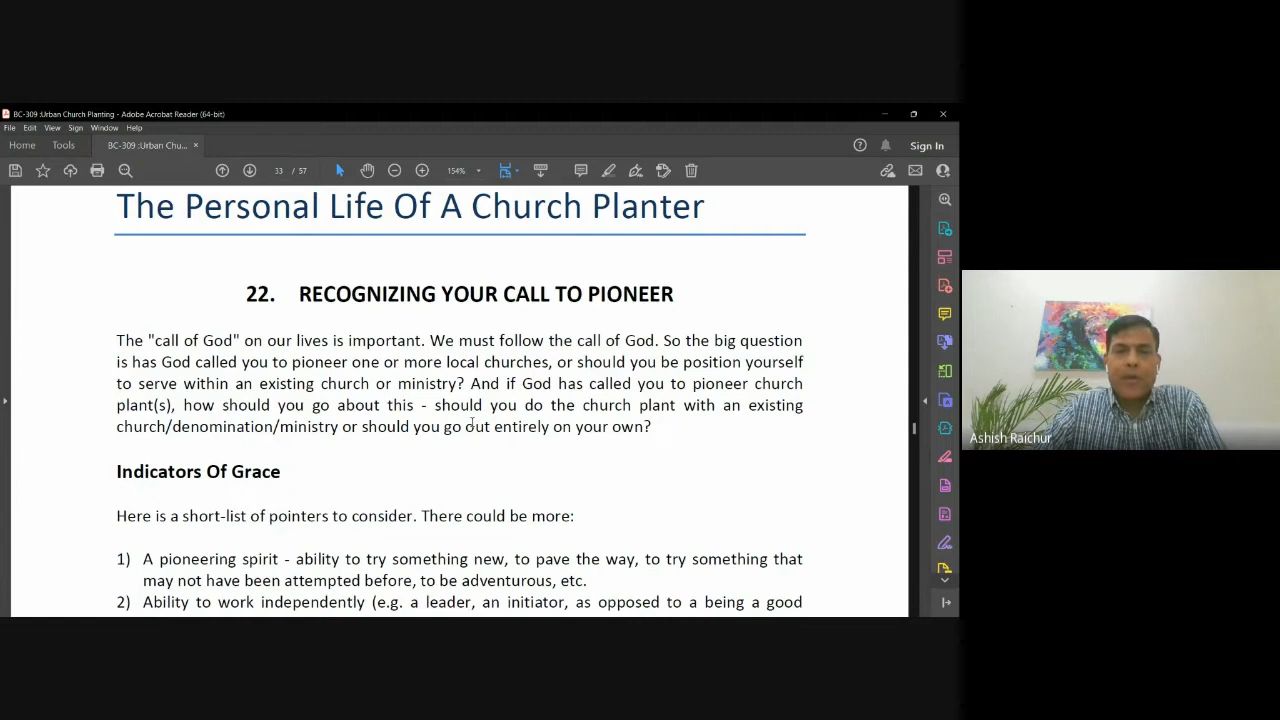 BC-309 :Urban Church Planting - Adobe Acrobat Reader (64-bit)
File Edit View Sign Window Help
Home Tools BC-309 :Urban Chu... × Sign In
33 / 57 154%
The Personal Life Of A Church Planter
22. RECOGNIZING YOUR CALL TO PIONEER
The "call of God" on our lives is important. We must follow the call of God. So the big question
is has God called you to pioneer one or more local churches, or should you be position yourself
to serve within an existing church or ministry? And if God has called you to pioneer church
plant(s), how should you go about this - should you do the church plant with an existing
church/denomination/ministry or should you go out entirely on your own?
Indicators Of Grace
Here is a short-list of pointers to consider. There could be more:
1) A pioneering spirit - ability to try something new, to pave the way, to try something that
may not have been attempted before, to be adventurous, etc.
2) Ability to work independently (e.g. a leader, an initiator, as opposed to a being a good
Ashish Raichur